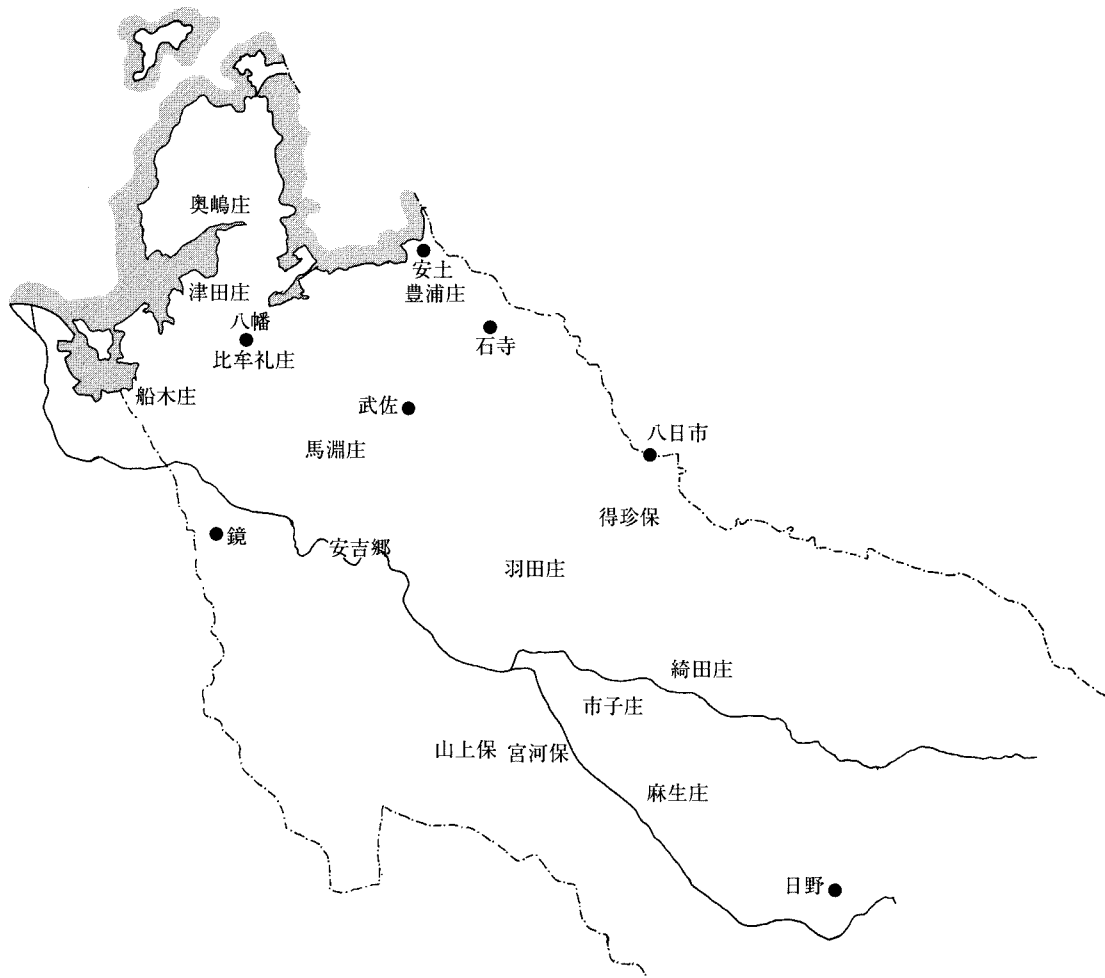 奥嶋庄
安土
豊浦庄
津田庄
八幡
比牟礼庄
石寺
船木庄
武佐
馬淵庄
八日市
得珍保
鏡
安吉郷
羽田庄
綺田庄
市子庄
山上保
宮河保
麻生庄
日野